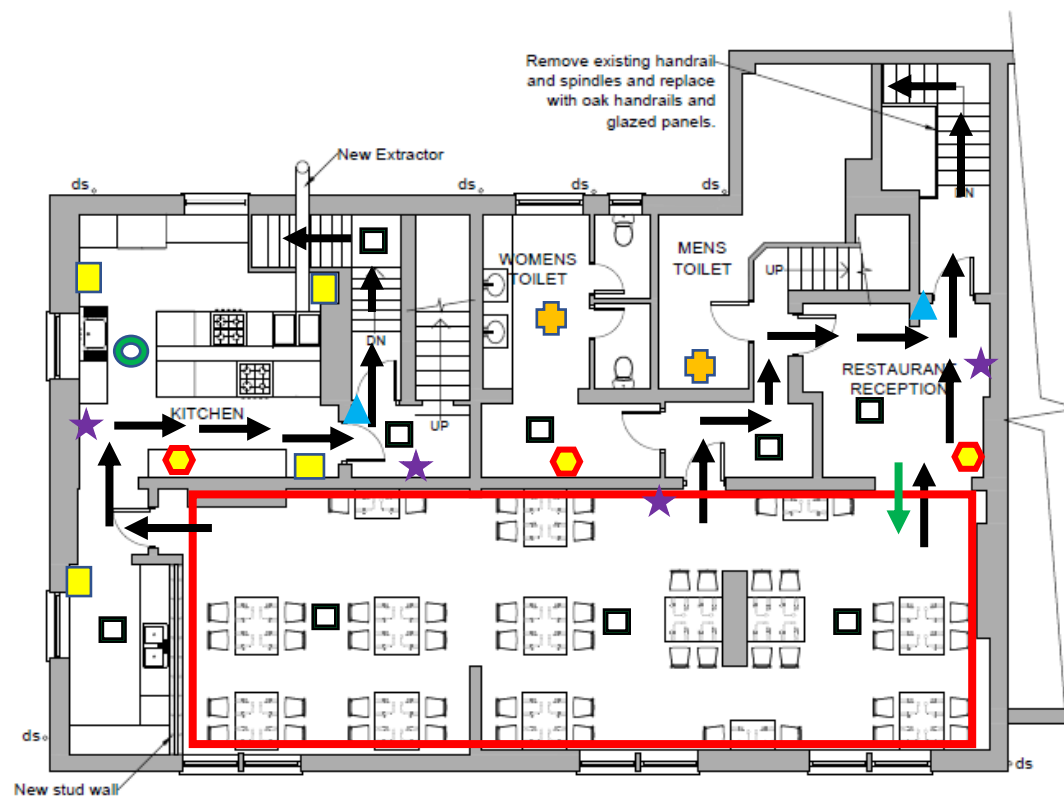 Remove existing handrail
and spindles and replace
with oak handrails and
glazed panels.
New Extractor
ds
ds
ds
ds
DN
WOMENS
TOILET
MENS
TOILET
UP
DN
RESTAURANT
RECEPTION
KITCHEN
UP
ds
ds
New stud wall